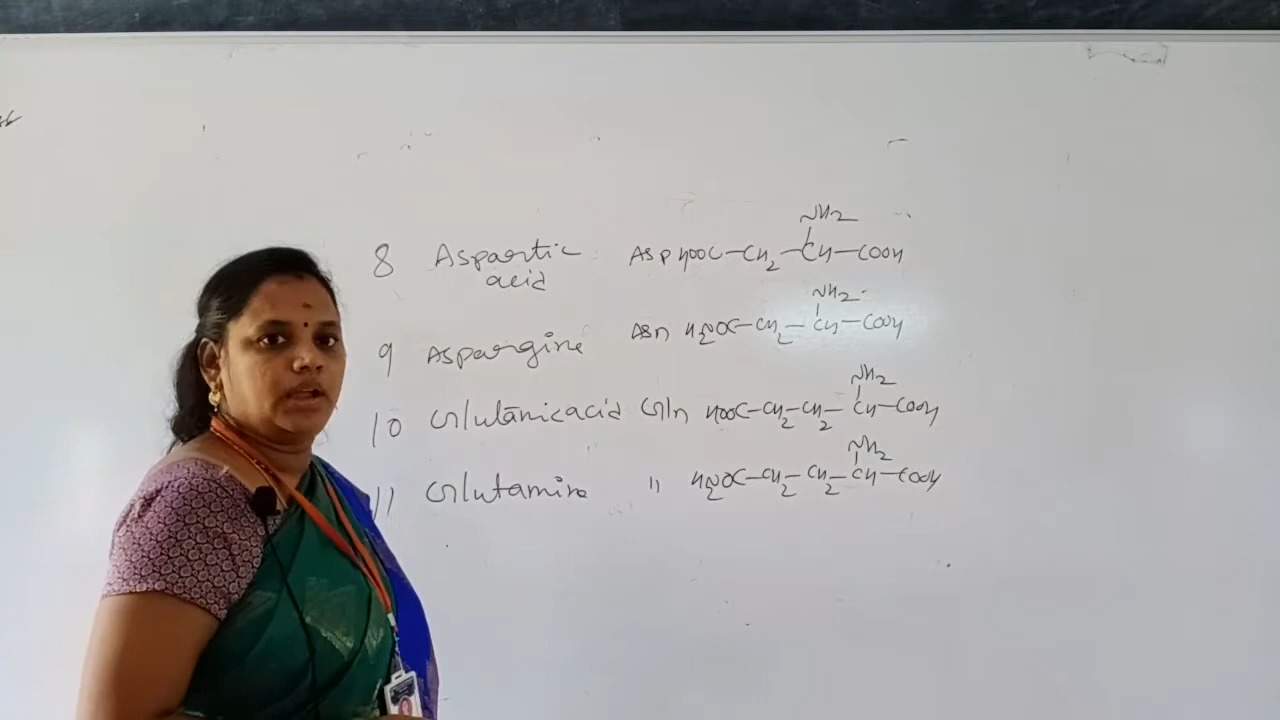 NH2
8 Aspartic acid Asp HOOC-CH2-CH-COOH
NH2
9 Aspargine Asn H2NOC-CH2-CH-COOH
NH2
10 Glutamicacid Gln HOOC-CH2-CH2-CH-COOH
NH2
11 Glutamine " H2NOC-CH2-CH2-CH-COOH